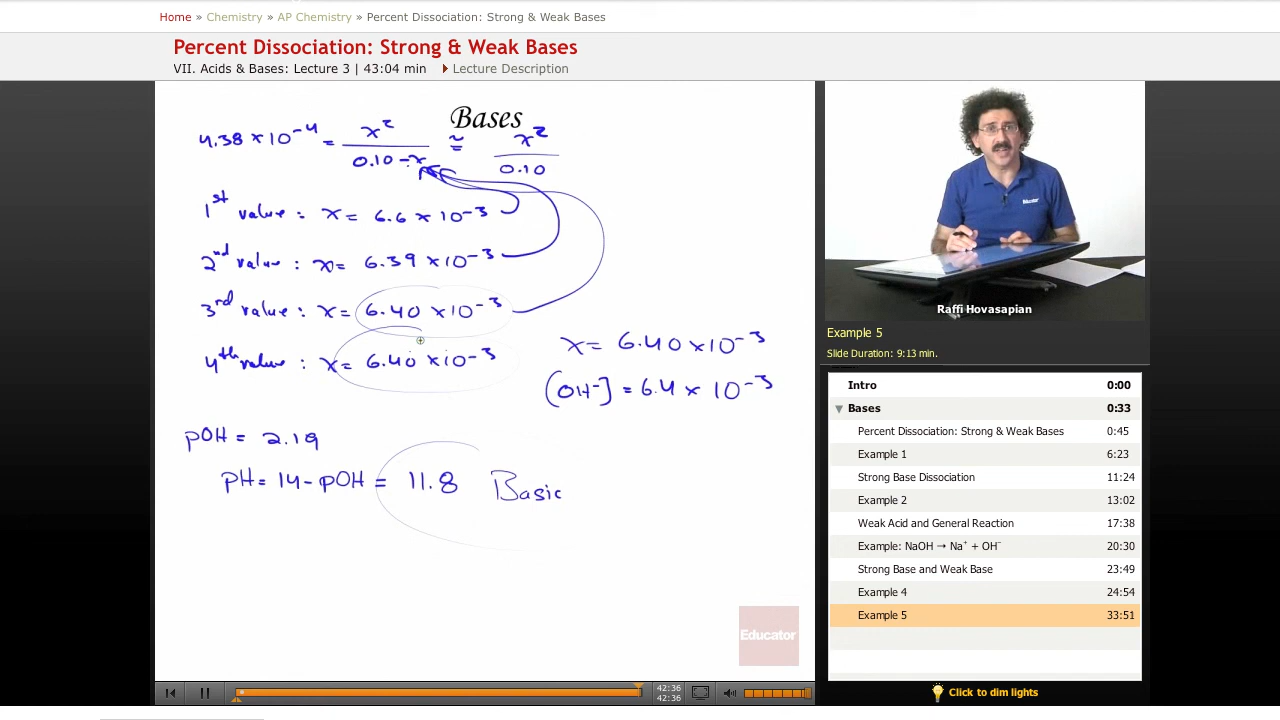 Home » Chemistry » AP Chemistry » Percent Dissociation: Strong & Weak Bases
Percent Dissociation: Strong & Weak Bases
VII. Acids & Bases: Lecture 3 | 43:04 min Lecture Description
Bases
4.38 × 10⁻⁴ = x² / 0.10 - x ≅ x² / 0.10
1st value : x = 6.6 × 10⁻³
2nd value : x = 6.39 × 10⁻³
3rd value : x = 6.40 × 10⁻³
4th value : x = 6.40 × 10⁻³
x = 6.40 × 10⁻³
[OH⁻] = 6.4 × 10⁻³
pOH = 2.19
pH = 14 - pOH = 11.8 Basic
Educator
42:36
42:36
Educator
Raffi Hovasapian
Example 5
Slide Duration: 9:13 min.
Intro 0:00
Bases 0:33
Percent Dissociation: Strong & Weak Bases 0:45
Example 1 6:23
Strong Base Dissociation 11:24
Example 2 13:02
Weak Acid and General Reaction 17:38
Example: NaOH → Na⁺ + OH⁻ 20:30
Strong Base and Weak Base 23:49
Example 4 24:54
Example 5 33:51
Click to dim lights